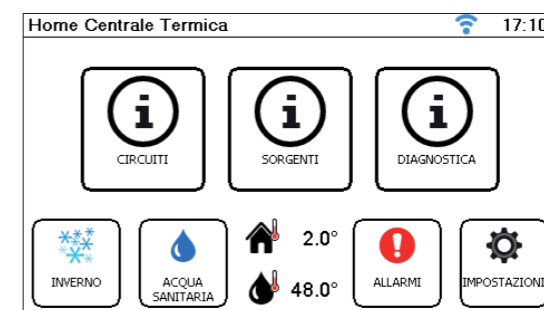 Home Centrale Termica 17:10
CIRCUITI
SORGENTI
DIAGNOSTICA
2.0°
INVERNO
ACQUA
SANITARIA
48.0°
ALLARMI
IMPOSTAZIONI